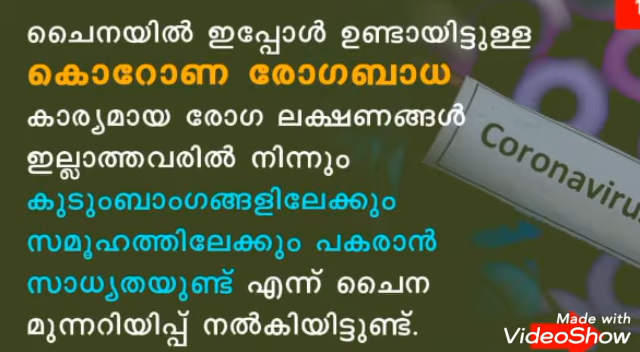 ചൈനയിൽ ഇപ്പോൾ ഉണ്ടായിട്ടുള്ള
കൊറോണ രോഗബാധ
കാര്യമായ രോഗ ലക്ഷണങ്ങൾ
ഇല്ലാത്തവരിൽ നിന്നും
കുടുംബാംഗങ്ങളിലേക്കും
സമൂഹത്തിലേക്കും പകരാൻ
സാധ്യതയുണ്ട് എന്ന് ചൈന
മുന്നറിയിപ്പ് നൽകിയിട്ടുണ്ട്.
Coronaviru
Made with
VideoShow